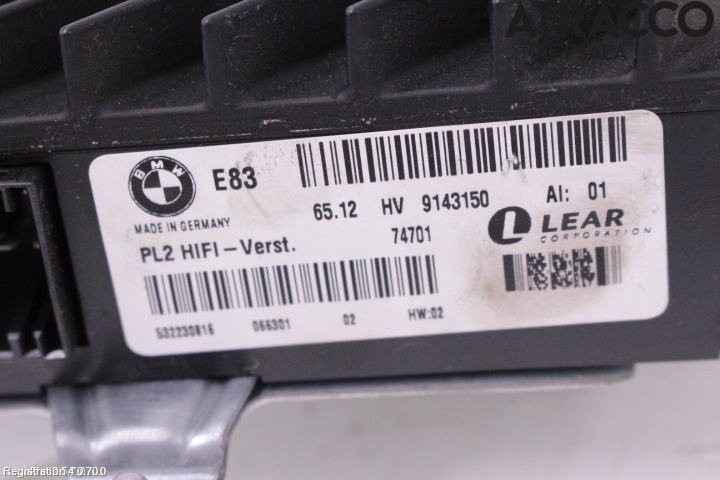 ATRACCO
BMW
E83
MADE IN GERMANY
65.12 HV 9143150 AI: 01
PL2 HIFI-Verst. 74701
LEAR
CORPORATION
532230816 066301 02 HW:02